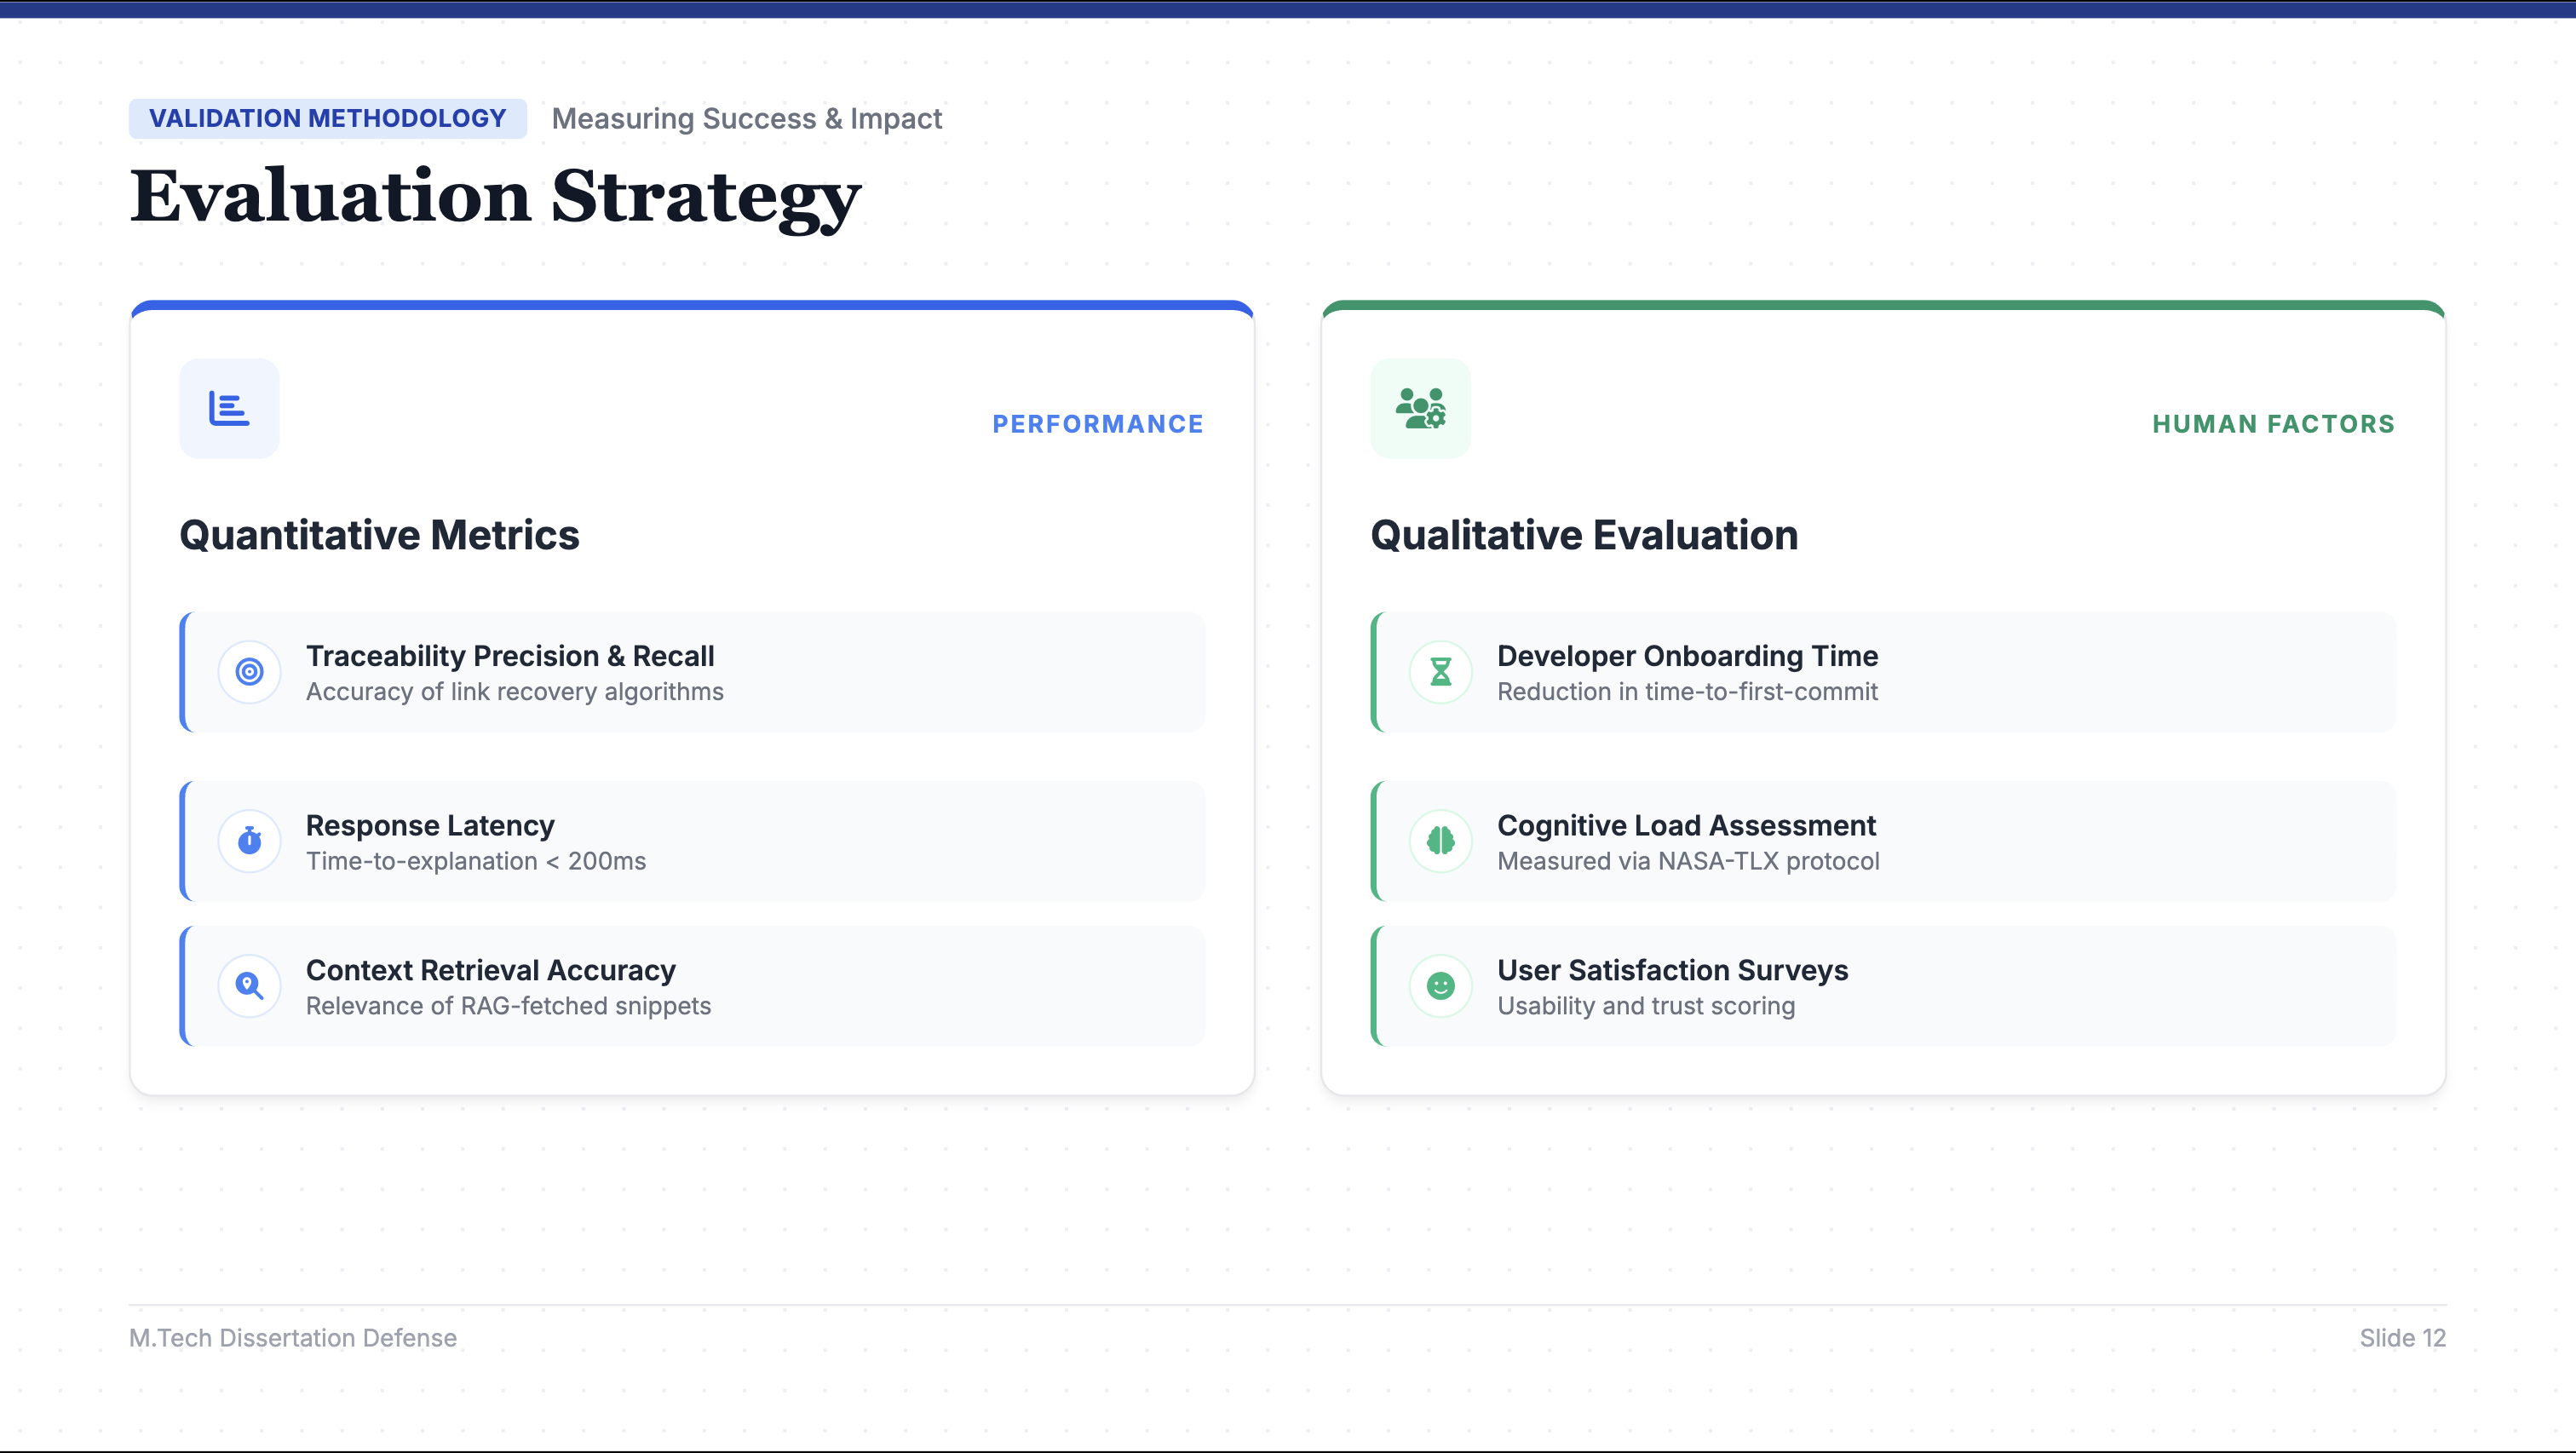 VALIDATION METHODOLOGY Measuring Success & Impact
Evaluation Strategy
PERFORMANCE
Quantitative Metrics
Traceability Precision & Recall
Accuracy of link recovery algorithms
Response Latency
Time-to-explanation < 200ms
Context Retrieval Accuracy
Relevance of RAG-fetched snippets
HUMAN FACTORS
Qualitative Evaluation
Developer Onboarding Time
Reduction in time-to-first-commit
Cognitive Load Assessment
Measured via NASA-TLX protocol
User Satisfaction Surveys
Usability and trust scoring
M.Tech Dissertation Defense
Slide 12